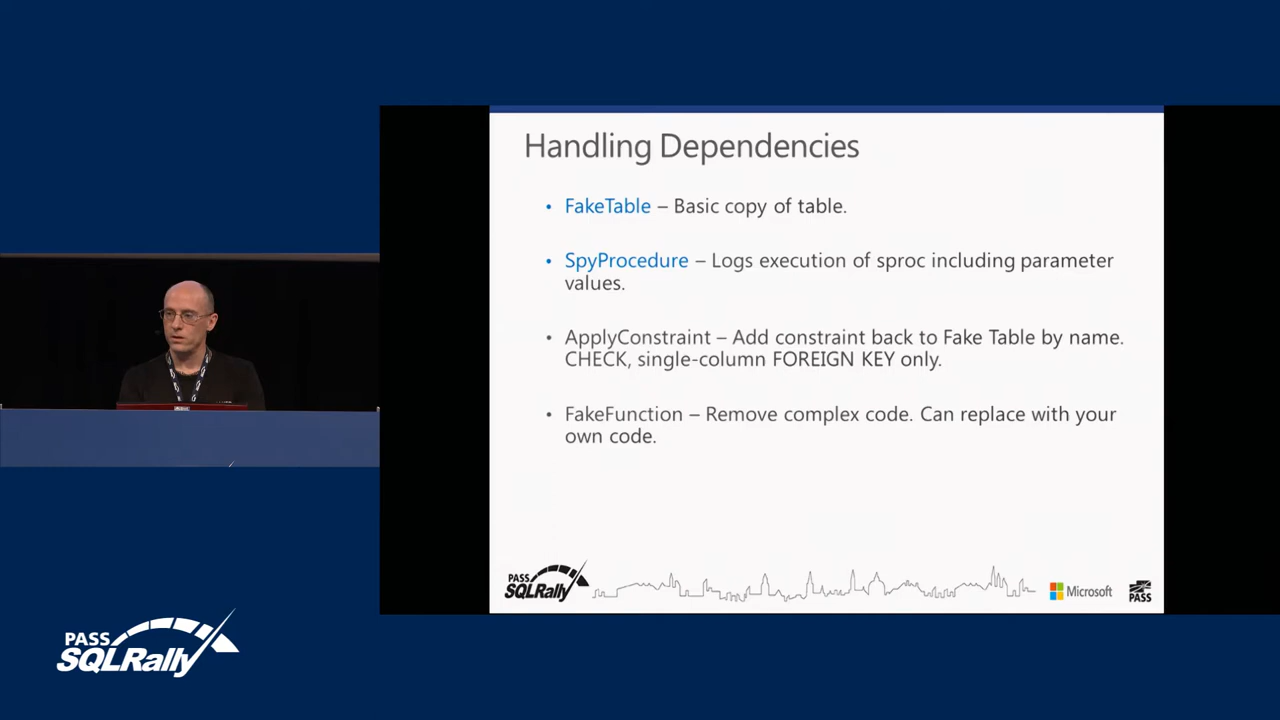 Handling Dependencies
• FakeTable – Basic copy of table.
• SpyProcedure – Logs execution of sproc including parameter
values.
• ApplyConstraint – Add constraint back to Fake Table by name.
CHECK, single-column FOREIGN KEY only.
• FakeFunction – Remove complex code. Can replace with your
own code.
PASS
SQLRally
Microsoft
PASS
PASS
SQLRally